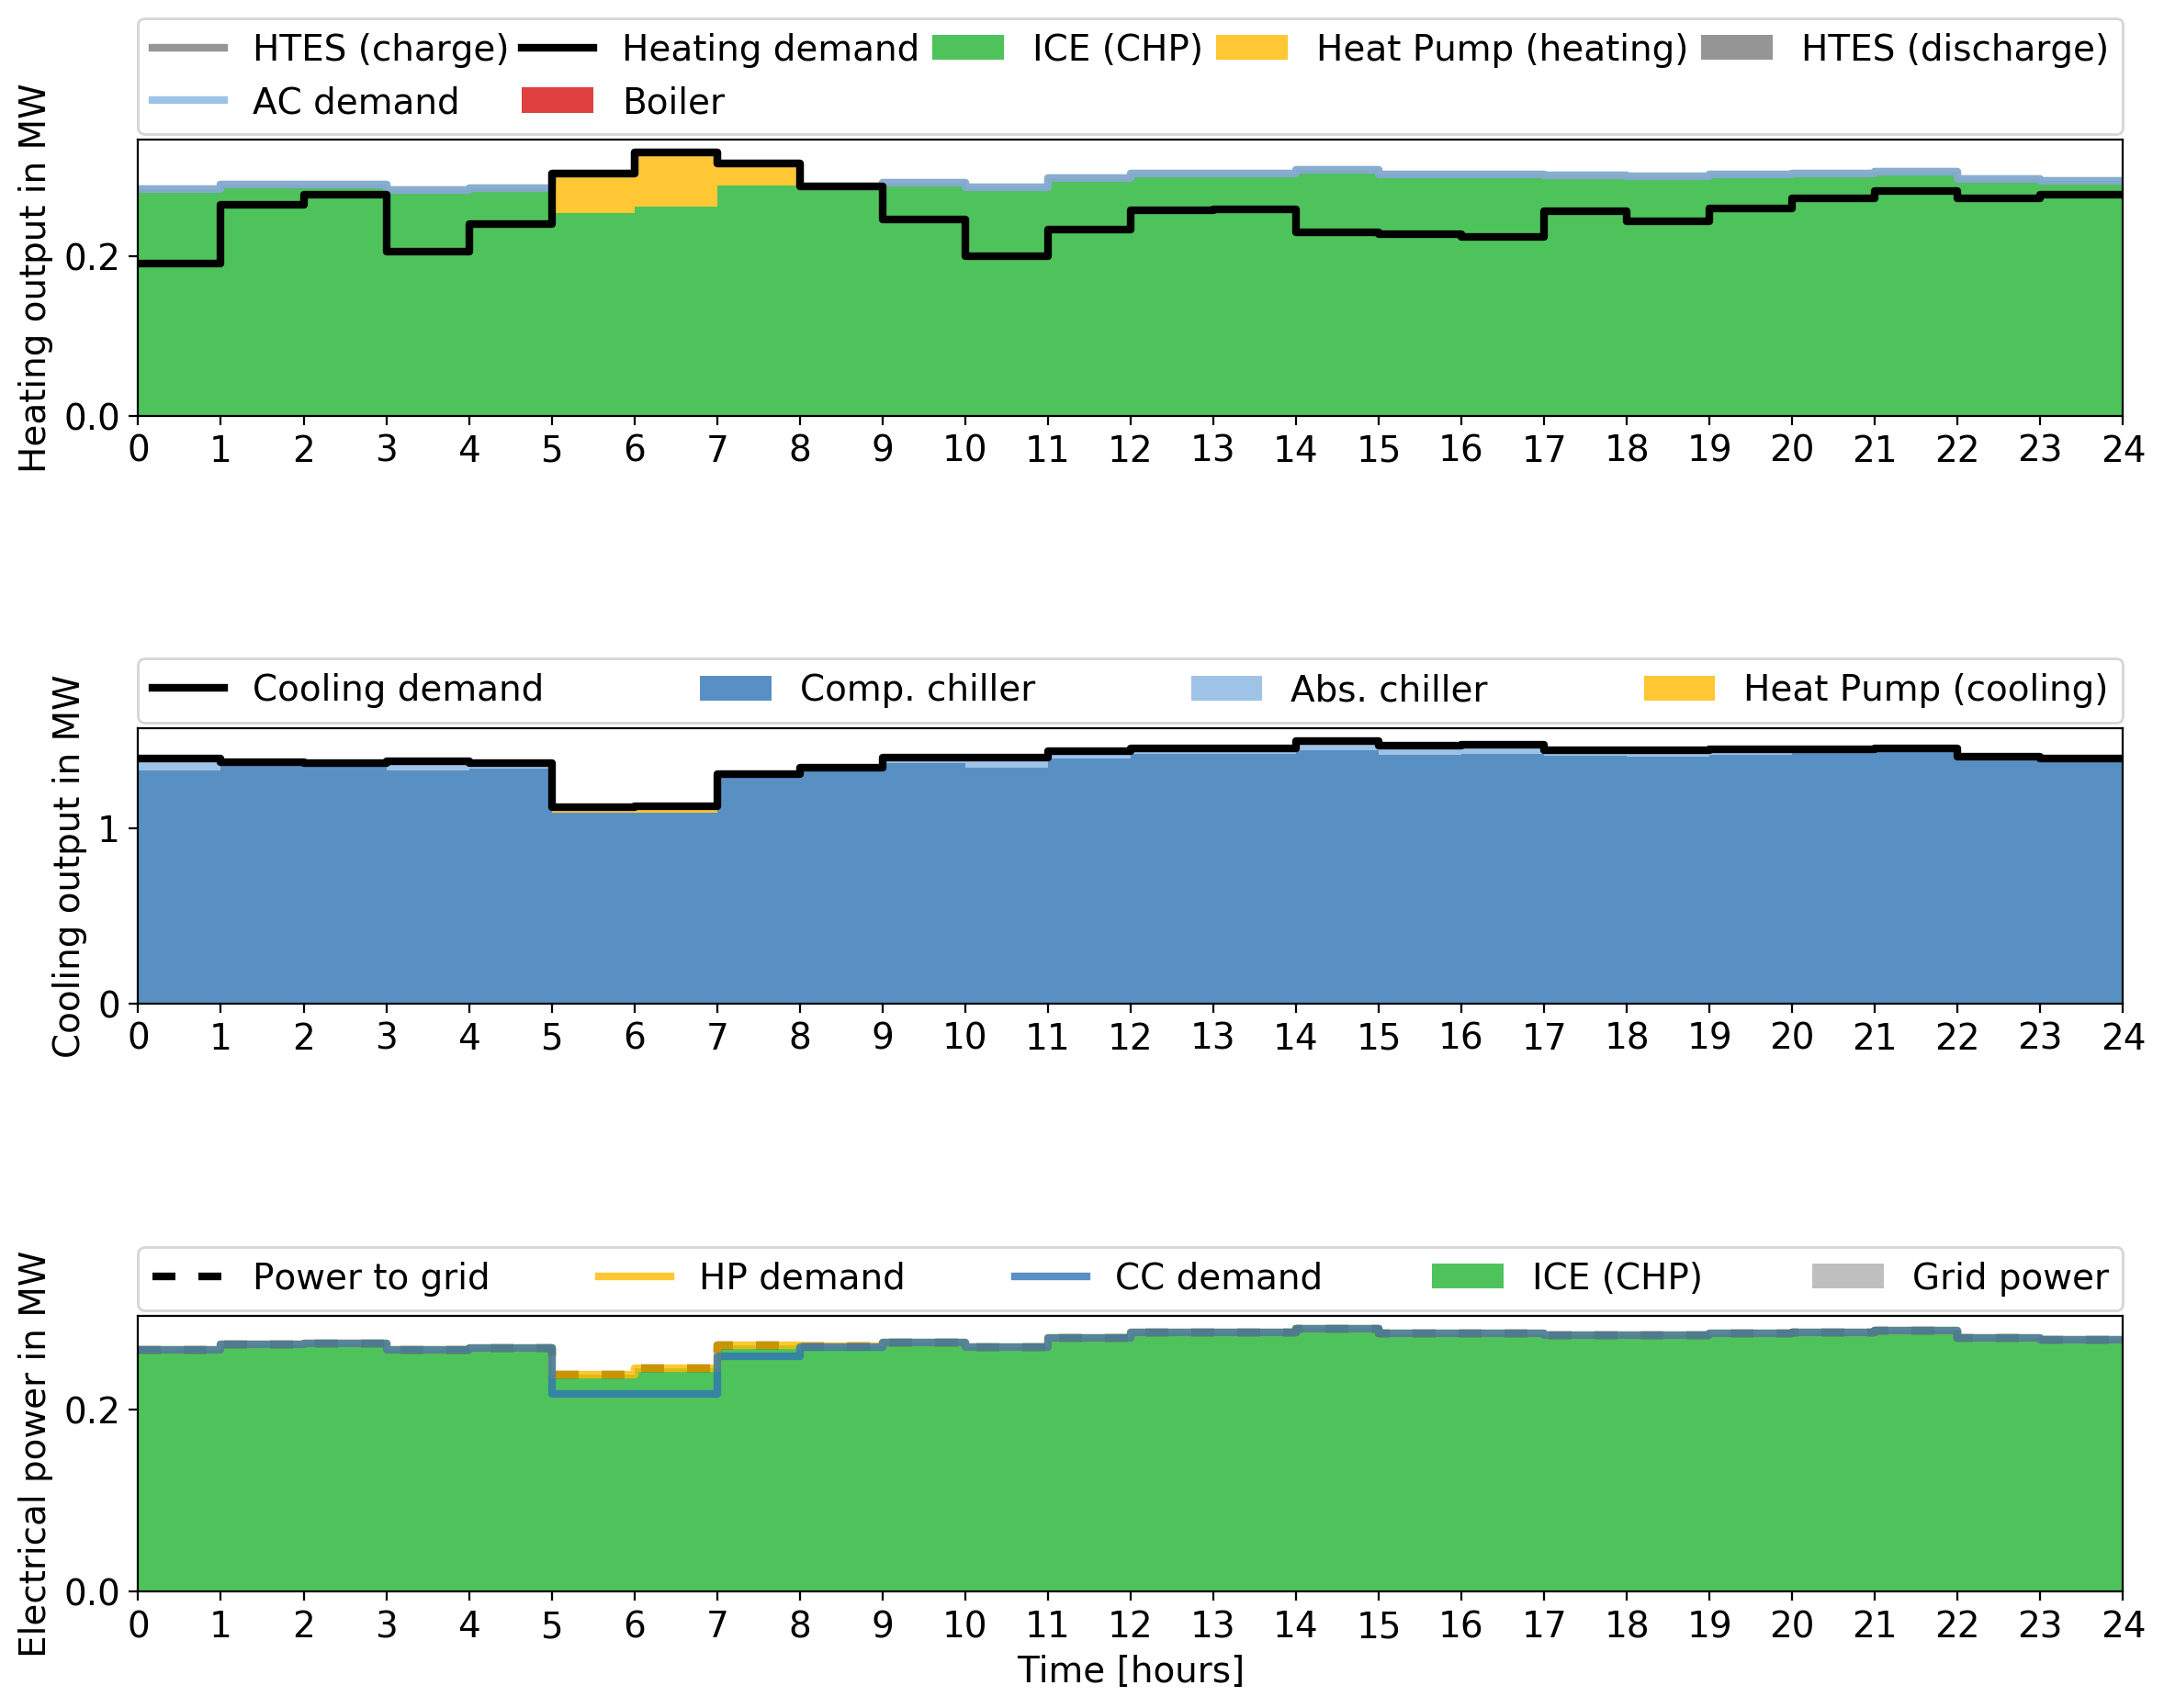 HTES (charge) Heating demand ICE (CHP) Heat Pump (heating) HTES (discharge)
AC demand Boiler
Heating output in MW
0.2
0.0
0 1 2 3 4 5 6 7 8 9 10 11 12 13 14 15 16 17 18 19 20 21 22 23 24
Cooling demand Comp. chiller Abs. chiller Heat Pump (cooling)
Cooling output in MW
1
0
0 1 2 3 4 5 6 7 8 9 10 11 12 13 14 15 16 17 18 19 20 21 22 23 24
Power to grid HP demand CC demand ICE (CHP) Grid power
Electrical power in MW
0.2
0.0
0 1 2 3 4 5 6 7 8 9 10 11 12 13 14 15 16 17 18 19 20 21 22 23 24
Time [hours]